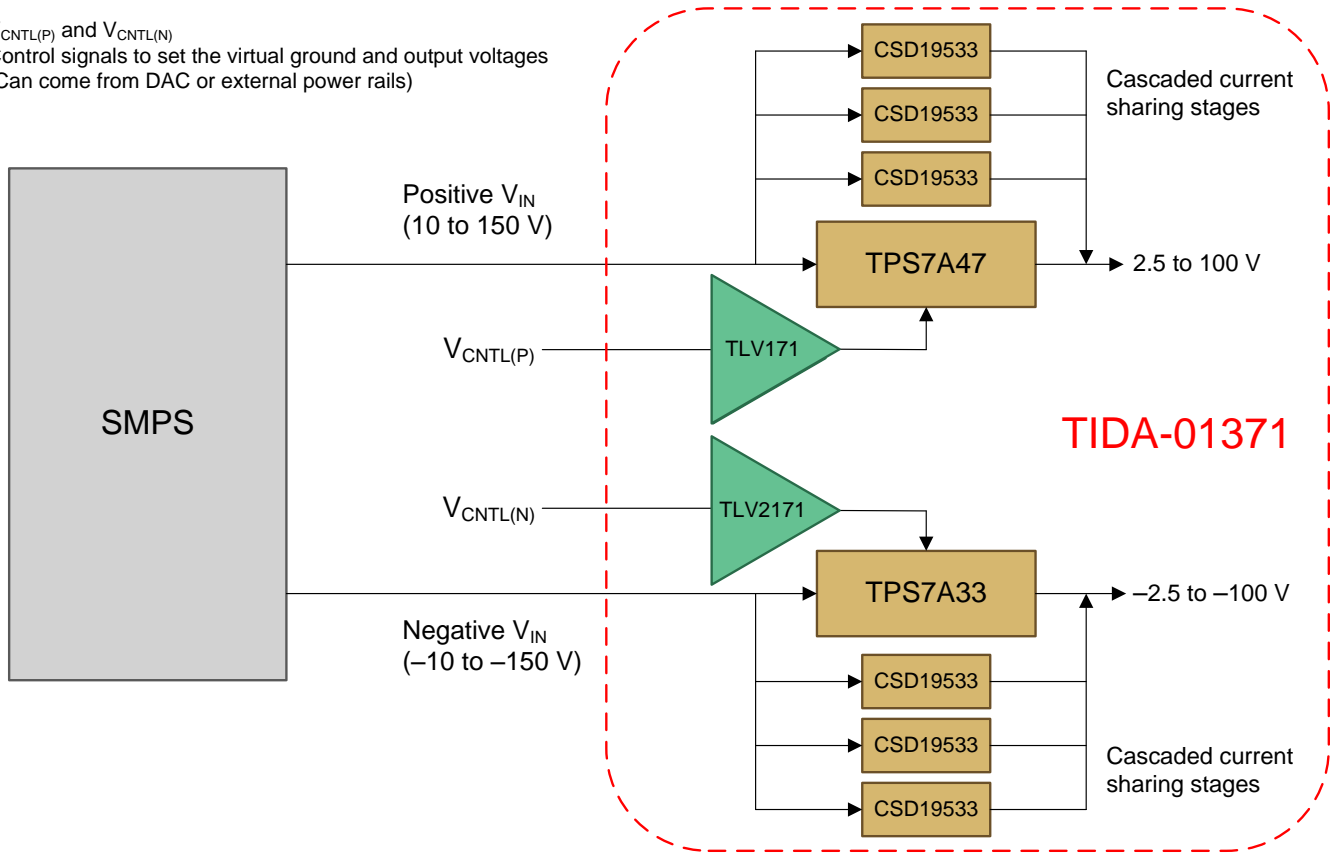 CNTL(P) and VCNTL(N)
ontrol signals to set the virtual ground and output voltages
Can come from DAC or external power rails)
CSD19533
CSD19533
CSD19533
Cascaded current
sharing stages
Positive VIN
(10 to 150 V)
TPS7A47
2.5 to 100 V
VCNTL(P)
TLV171
SMPS
TIDA-01371
VCNTL(N)
TLV2171
TPS7A33
–2.5 to –100 V
Negative VIN
(–10 to –150 V)
CSD19533
CSD19533
CSD19533
Cascaded current
sharing stages